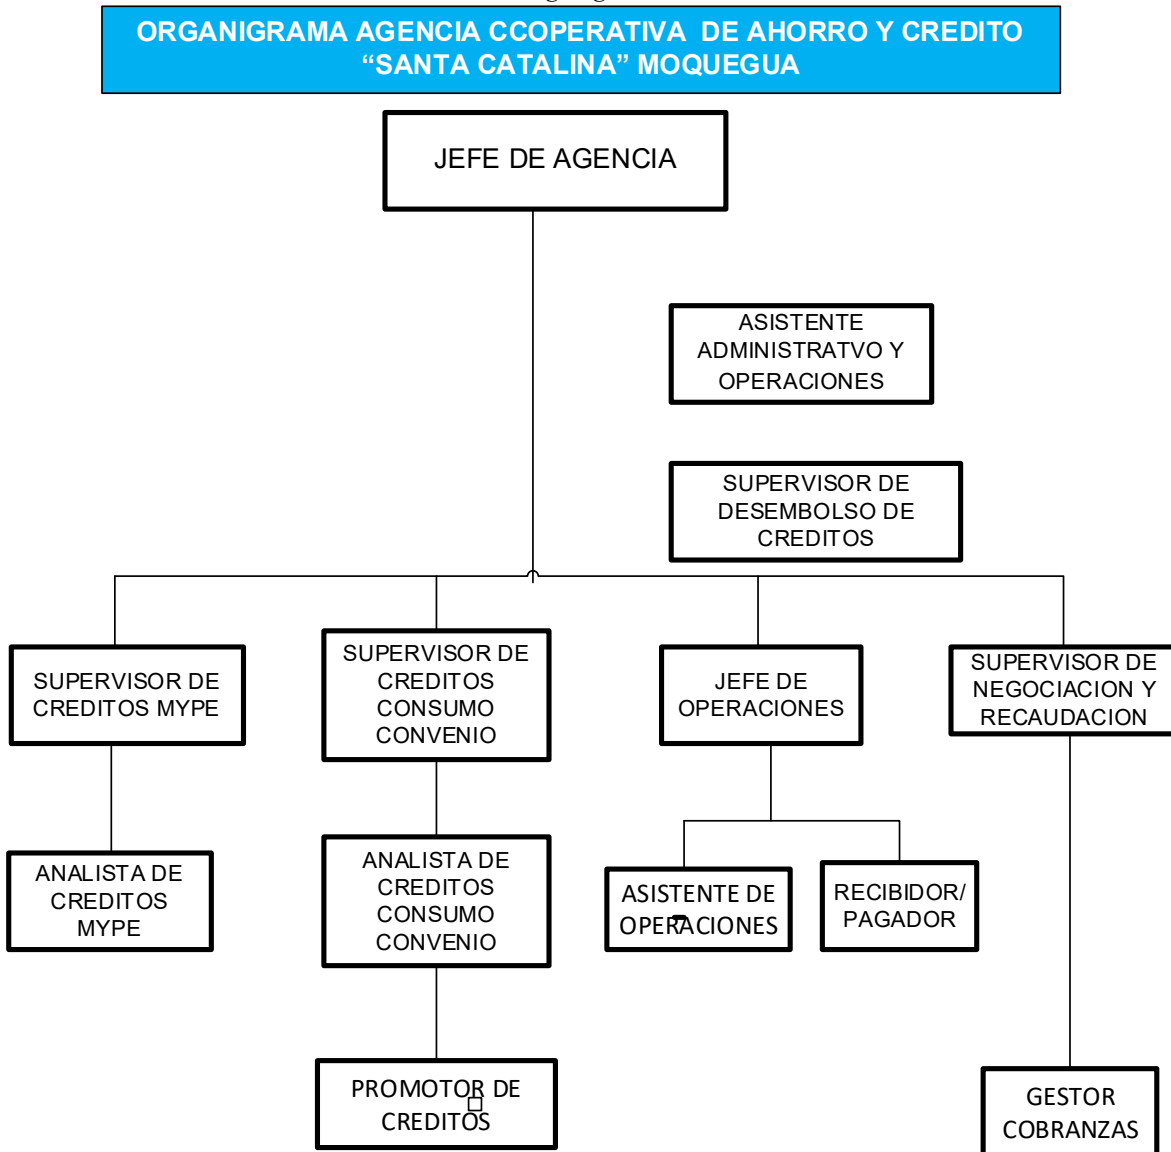 ORGANIGRAMA AGENCIA CCOPERATIVA DE AHORRO Y CREDITO
“SANTA CATALINA” MOQUEGUA
JEFE DE AGENCIA
ASISTENTE
ADMINISTRATVO Y
OPERACIONES
SUPERVISOR DE
DESEMBOLSO DE
CREDITOS
SUPERVISOR DE
CREDITOS MYPE
SUPERVISOR DE
CREDITOS
CONSUMO
CONVENIO
JEFE DE
OPERACIONES
SUPERVISOR DE
NEGOCIACION Y
RECAUDACION
ANALISTA DE
CREDITOS
MYPE
ANALISTA DE
CREDITOS
CONSUMO
CONVENIO
ASISTENTE DE
OPERACIONES
RECIBIDOR/
PAGADOR
PROMOTOR DE
CREDITOS
GESTOR
COBRANZAS